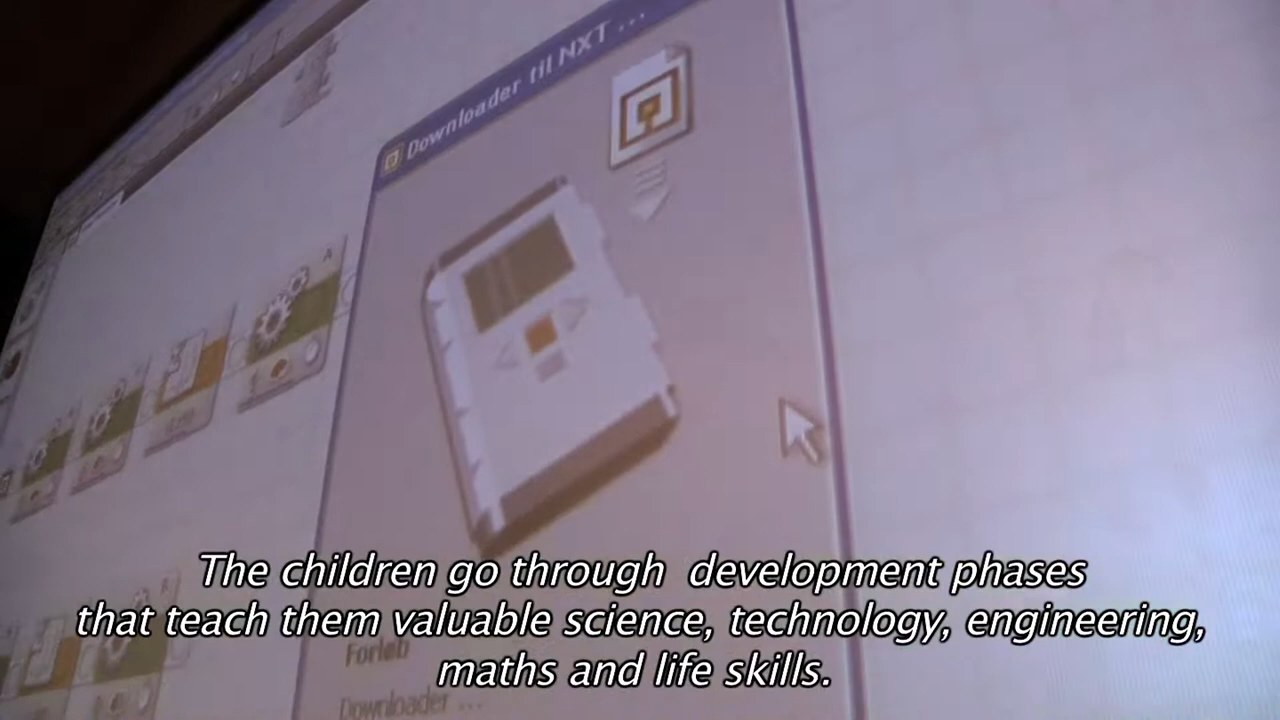 Downloader til NXT ...
A
The children go through development phases
that teach them valuable science, technology, engineering,
Forløb
maths and life skills.
Downloader ...